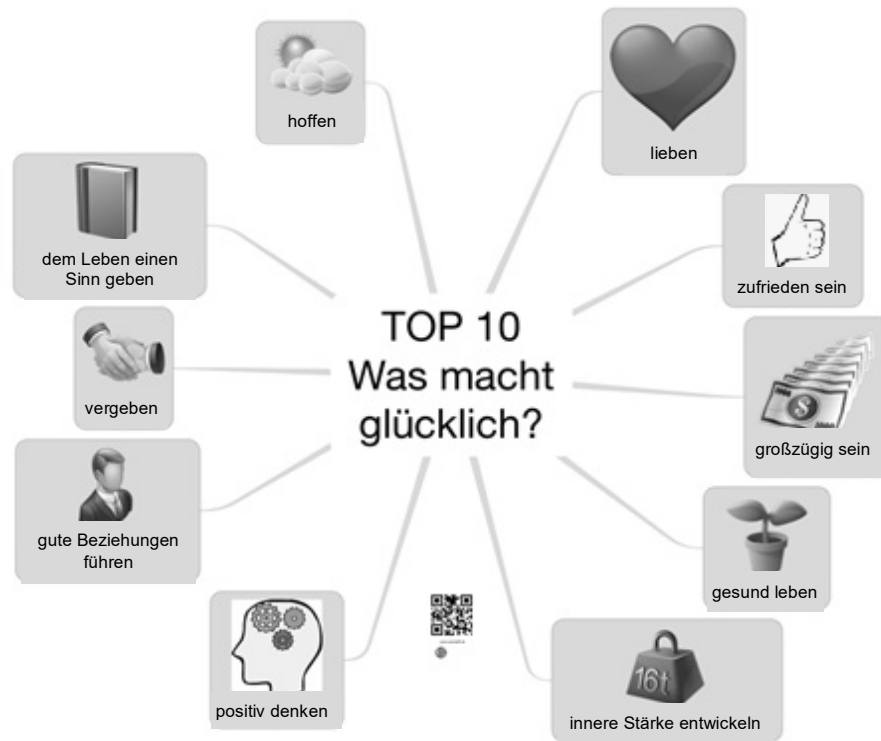 TOP 10
Was macht
glücklich?
hoffen
lieben
dem Leben einen
Sinn geben
zufrieden sein
vergeben
großzügig sein
gute Beziehungen
führen
gesund leben
positiv denken
16t
innere Stärke entwickeln